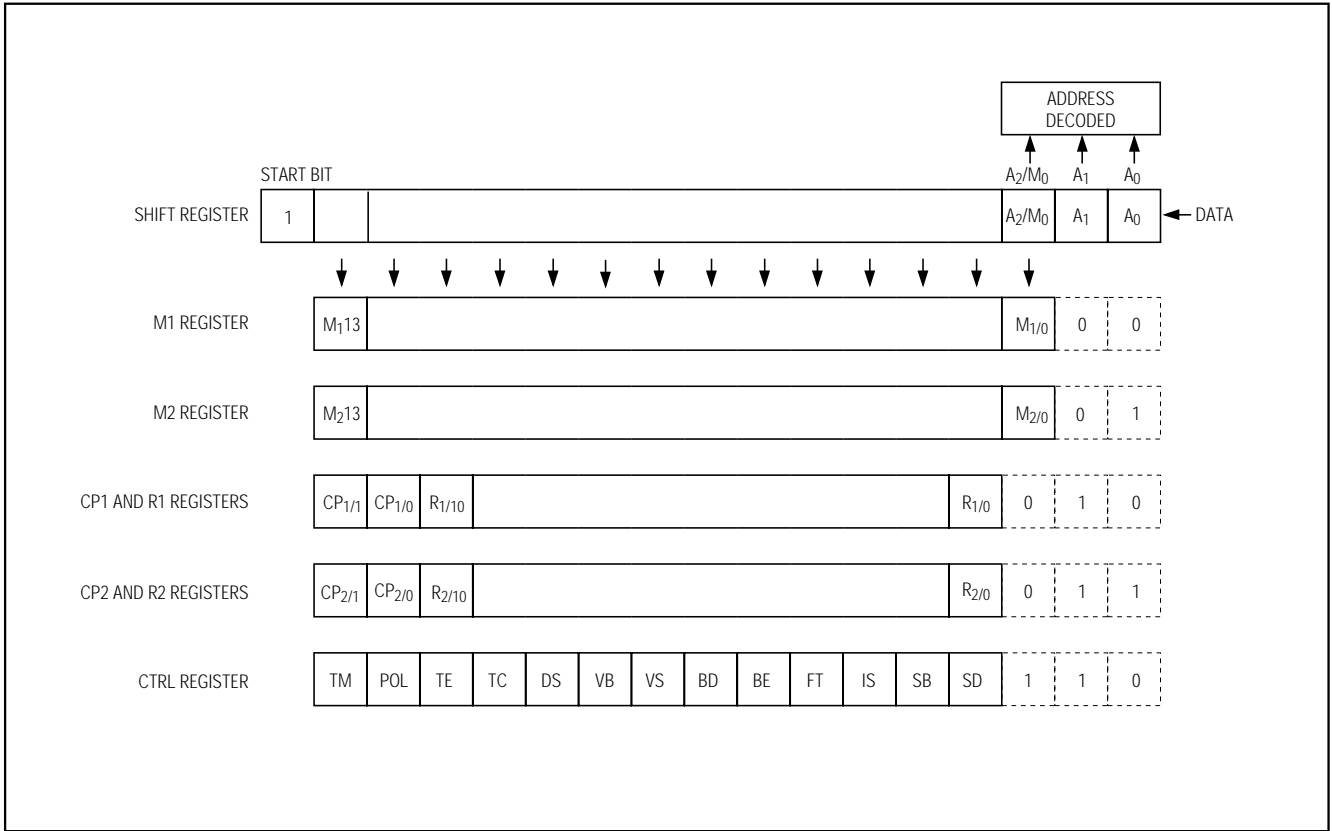 ADDRESS
DECODED
START BIT
A2/M0 A1 A0
SHIFT REGISTER 1 A2/M0 A1 A0 DATA
M1 REGISTER M113 M1/0 0 0
M2 REGISTER M213 M2/0 0 1
CP1 AND R1 REGISTERS CP1/1 CP1/0 R1/10 R1/0 0 1 0
CP2 AND R2 REGISTERS CP2/1 CP2/0 R2/10 R2/0 0 1 1
CTRL REGISTER TM POL TE TC DS VB VS BD BE FT IS SB SD 1 1 0